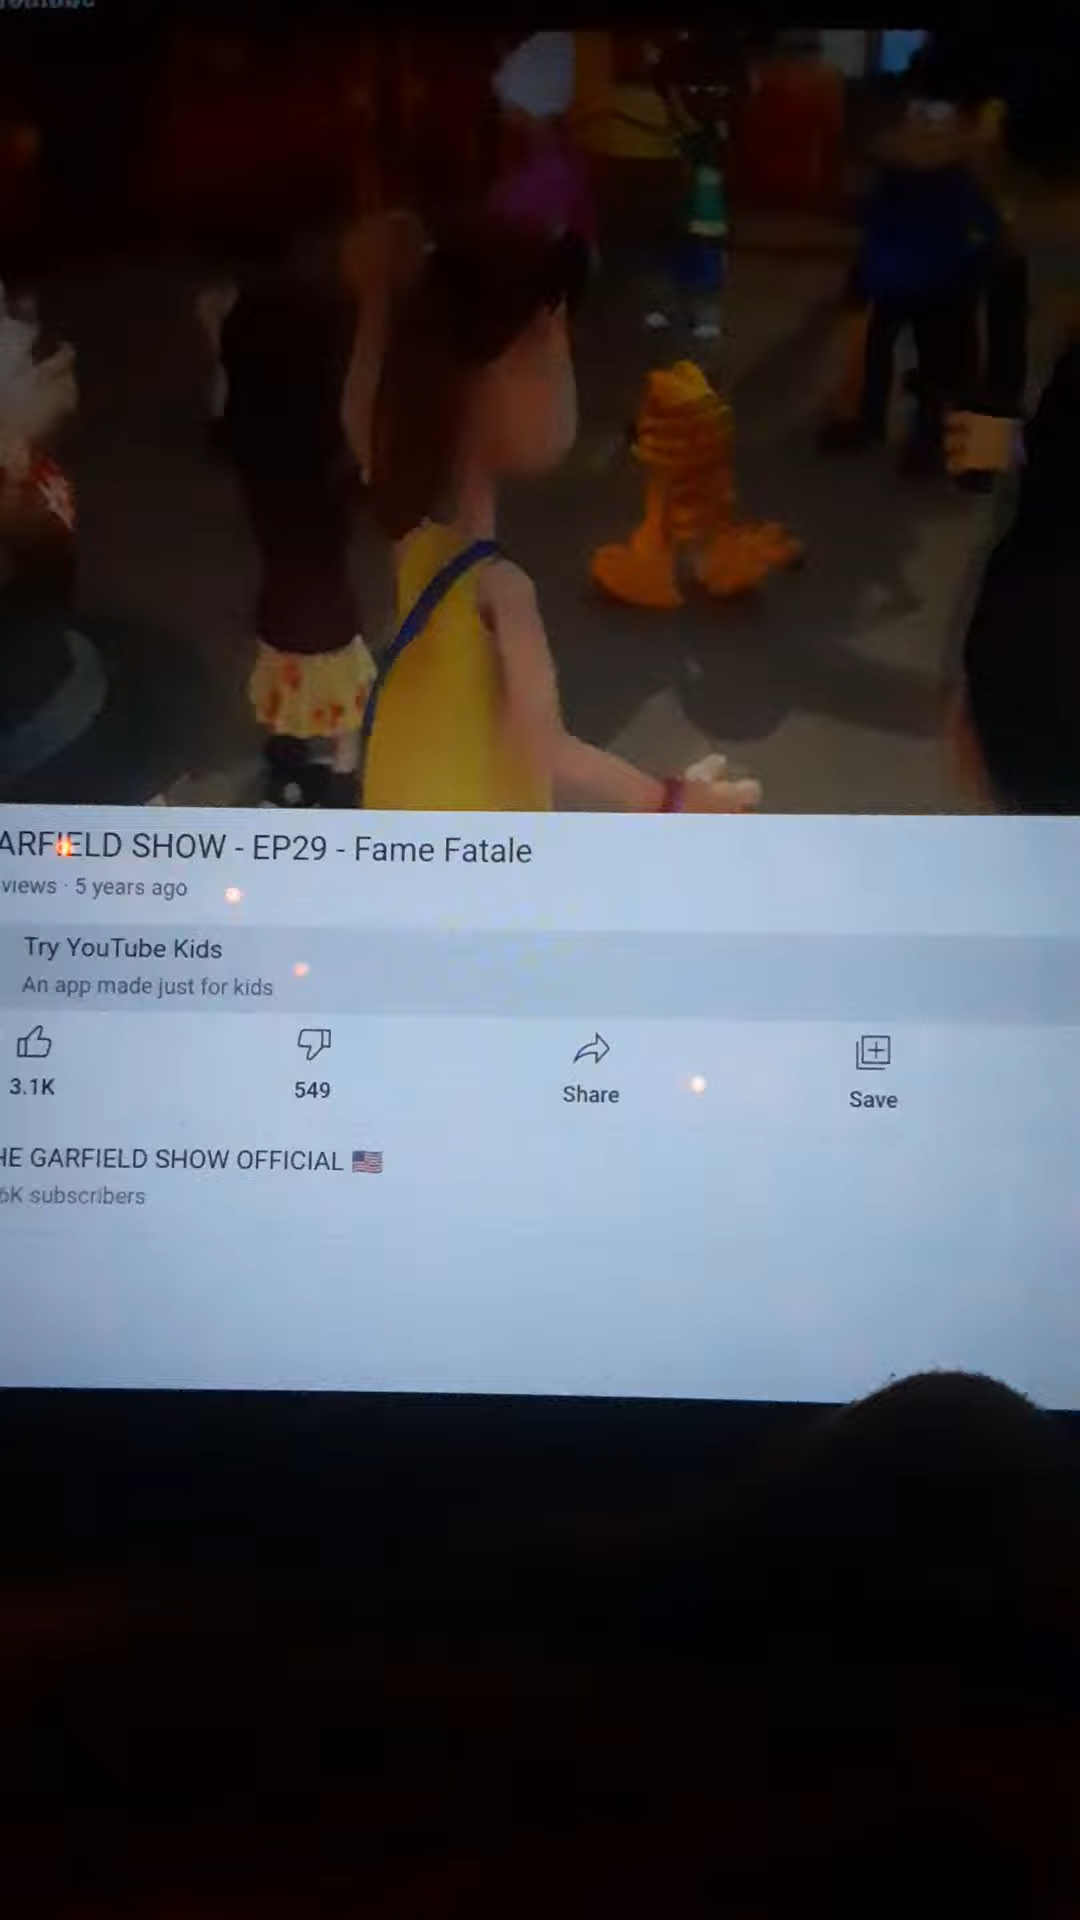 ARFIELD SHOW - EP29 - Fame Fatale
views · 5 years ago
Try YouTube Kids
An app made just for kids
3.1K
549
Share
Save
HE GARFIELD SHOW OFFICIAL 🇺🇸
6K subscribers